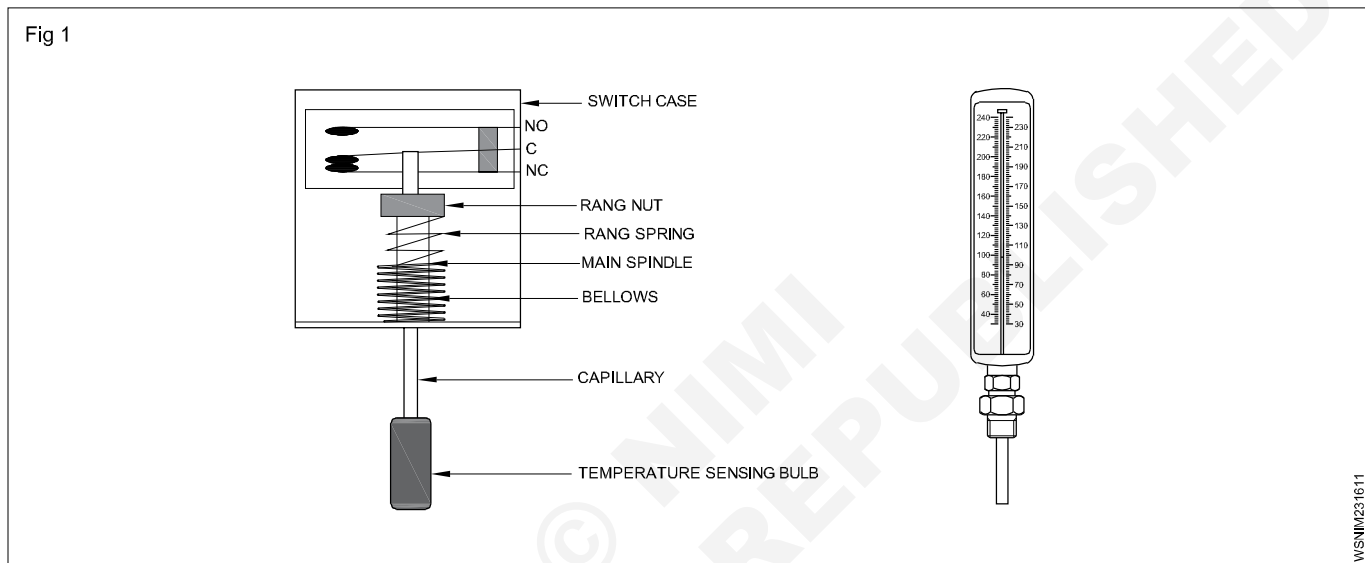 Fig 1
SWITCH CASE
NO
C
NC
RANG NUT
RANG SPRING
MAIN SPINDLE
BELLOWS
CAPILLARY
TEMPERATURE SENSING BULB
240
220
200
180
160
140
120
100
80
60
40
230
210
190
170
150
130
110
90
70
50
30
© NIMI
REPUBLISHED
WSNIM231611